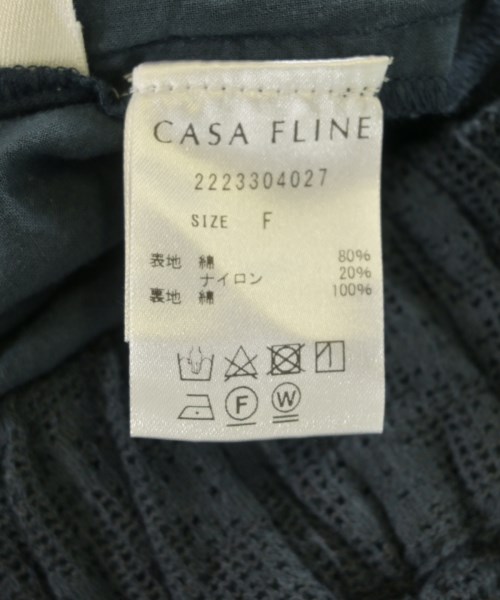 CASA FLINE
2223304027
SIZE F
表地 綿 80%
ナイロン 20%
裏地 綿 100%
F W